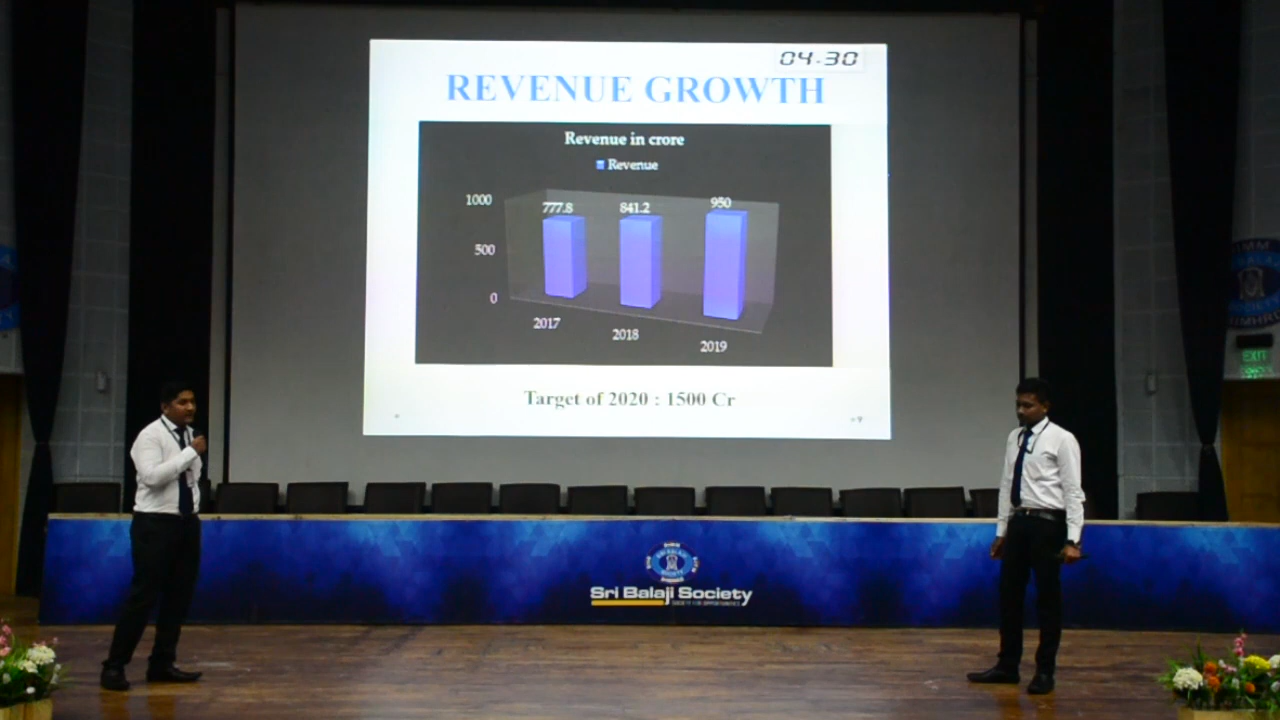 04.30
REVENUE GROWTH
Revenue in crore
Revenue
1000
777.8
841.2
950
500
0
2017
2018
2019
Target of 2020 : 1500 Cr
EXIT
Sri Balaji Society